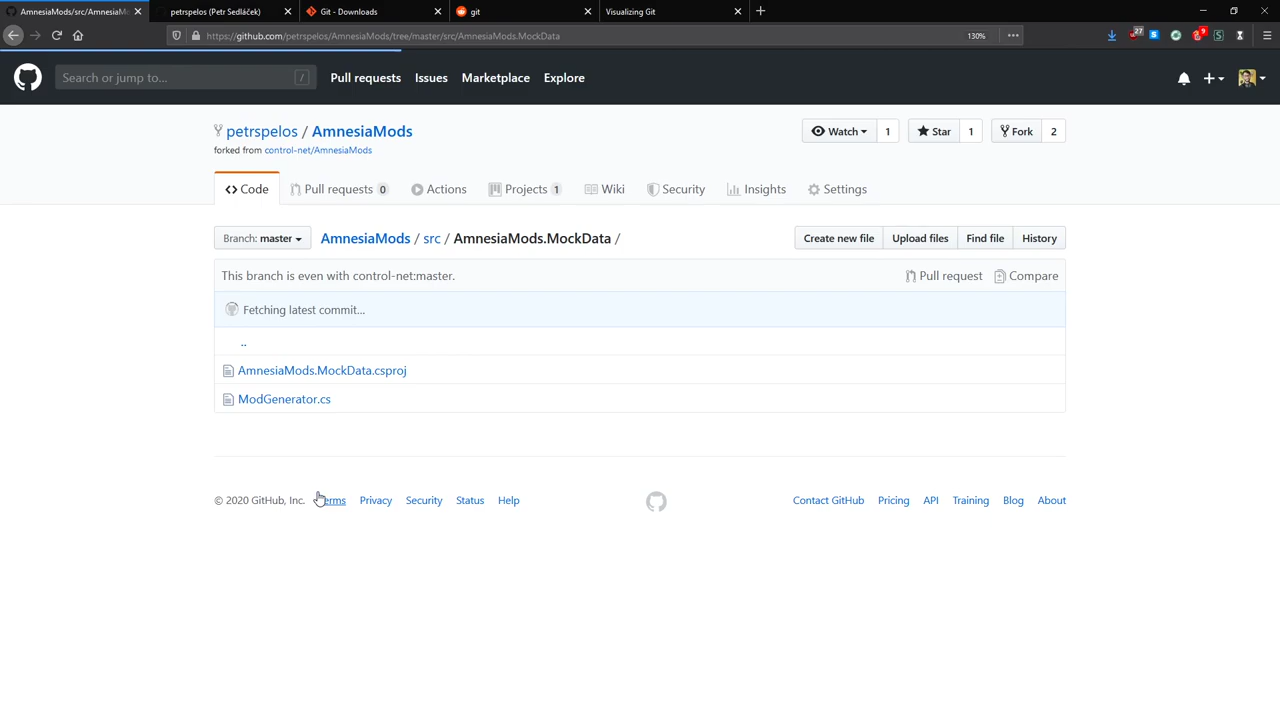 AmnesiaMods/src/AmnesiaM
petrspelos (Petr Sedláček)
Git - Downloads
git
Visualizing Git
https://github.com/petrspelos/AmnesiaMods/tree/master/src/AmnesiaMods.MockData
130%
27
9
Search or jump to...
/
Pull requests
Issues
Marketplace
Explore
petrspelos / AmnesiaMods
forked from control-net/AmnesiaMods
Watch 1
Star 1
Fork 2
Code
Pull requests 0
Actions
Projects 1
Wiki
Security
Insights
Settings
Branch: master
AmnesiaMods / src / AmnesiaMods.MockData /
Create new file
Upload files
Find file
History
This branch is even with control-net:master.
Pull request
Compare
Fetching latest commit...
..
AmnesiaMods.MockData.csproj
ModGenerator.cs
© 2020 GitHub, Inc.
Terms
Privacy
Security
Status
Help
Contact GitHub
Pricing
API
Training
Blog
About